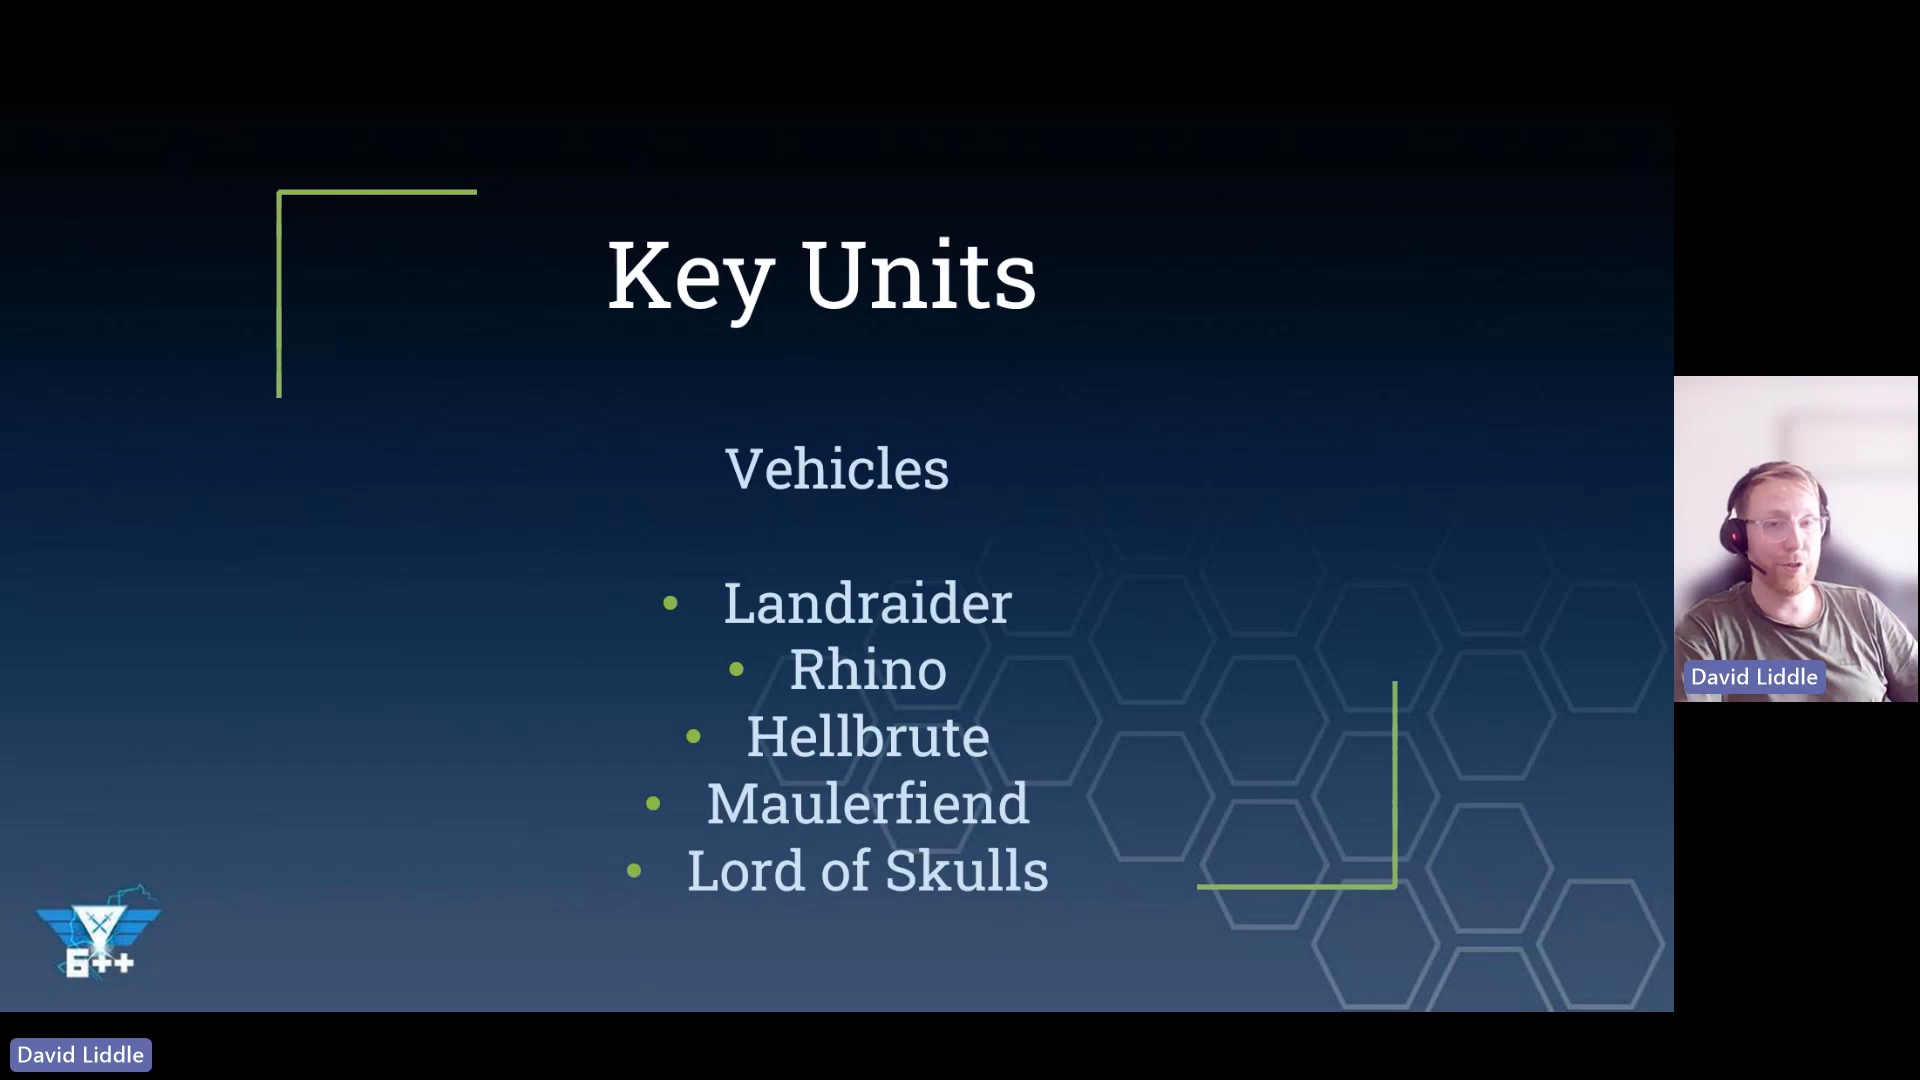 Key Units
Vehicles
• Landraider
• Rhino
• Hellbrute
• Maulerfiend
• Lord of Skulls
6++
David Liddle
David Liddle